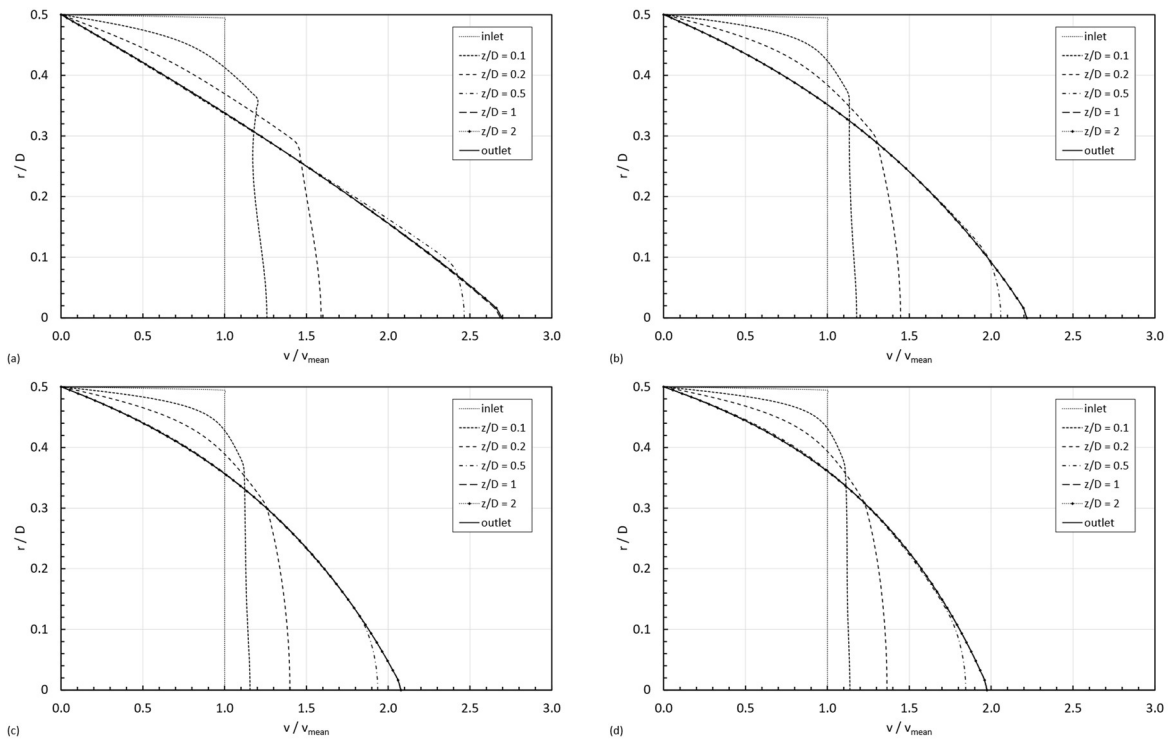 0.5
0.4
0.3
0.2
0.1
0
r / D
0.0 0.5 1.0 1.5 2.0 2.5 3.0
v / vmean
inlet
z/D = 0.1
z/D = 0.2
z/D = 0.5
z/D = 1
z/D = 2
outlet
(a)
0.5
0.4
0.3
0.2
0.1
0
r / D
0.0 0.5 1.0 1.5 2.0 2.5 3.0
v / vmean
inlet
z/D = 0.1
z/D = 0.2
z/D = 0.5
z/D = 1
z/D = 2
outlet
(b)
0.5
0.4
0.3
0.2
0.1
0
r / D
0.0 0.5 1.0 1.5 2.0 2.5 3.0
v / vmean
inlet
z/D = 0.1
z/D = 0.2
z/D = 0.5
z/D = 1
z/D = 2
outlet
(c)
0.5
0.4
0.3
0.2
0.1
0
r / D
0.0 0.5 1.0 1.5 2.0 2.5 3.0
v / vmean
inlet
z/D = 0.1
z/D = 0.2
z/D = 0.5
z/D = 1
z/D = 2
outlet
(d)